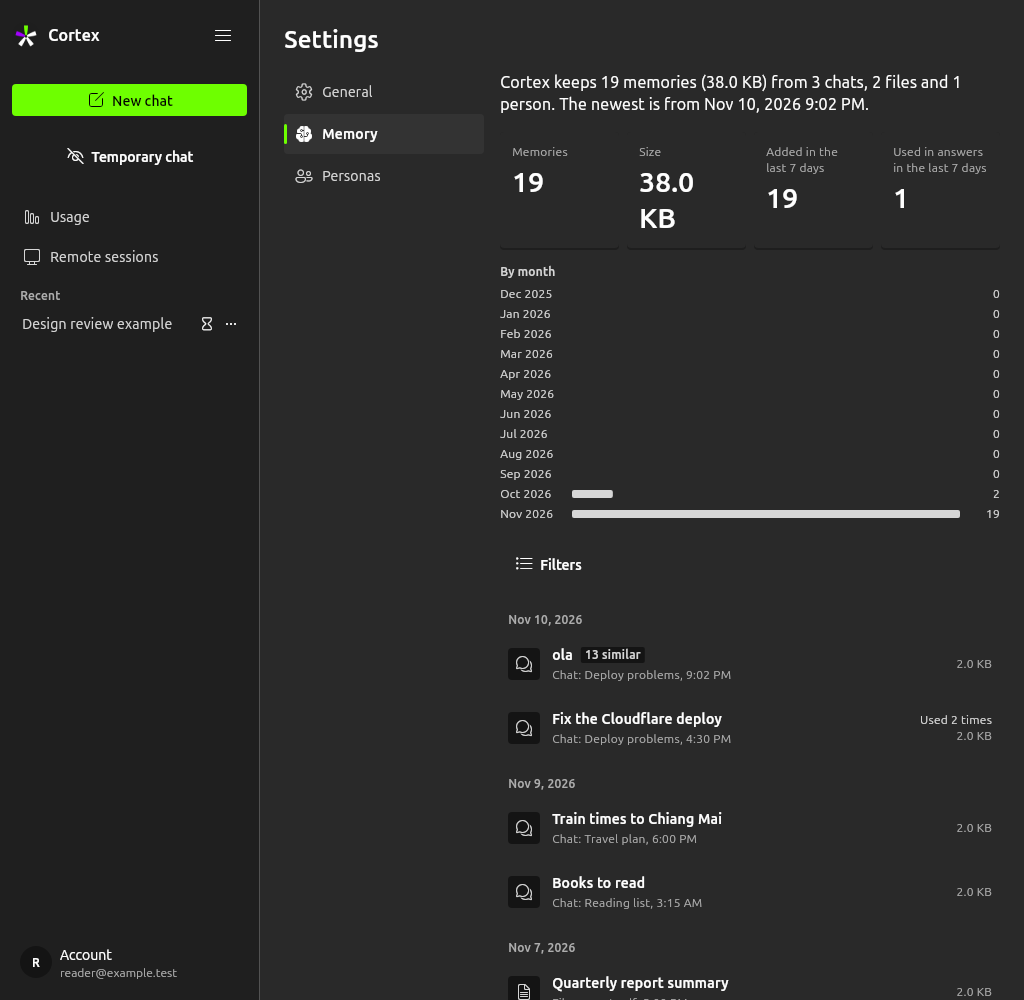 Cortex
New chat
Temporary chat
Usage
Remote sessions
Recent
Design review example
R
Account
reader@example.test
Settings
General
Memory
Personas
Cortex keeps 19 memories (38.0 KB) from 3 chats, 2 files and 1
person. The newest is from Nov 10, 2026 9:02 PM.
Memories
19
Size
38.0
KB
Added in the
last 7 days
19
Used in answers
in the last 7 days
1
By month
Dec 2025 0
Jan 2026 0
Feb 2026 0
Mar 2026 0
Apr 2026 0
May 2026 0
Jun 2026 0
Jul 2026 0
Aug 2026 0
Sep 2026 0
Oct 2026 2
Nov 2026 19
Filters
Nov 10, 2026
ola 13 similar
Chat: Deploy problems, 9:02 PM
2.0 KB
Fix the Cloudflare deploy
Chat: Deploy problems, 4:30 PM
Used 2 times
2.0 KB
Nov 9, 2026
Train times to Chiang Mai
Chat: Travel plan, 6:00 PM
2.0 KB
Books to read
Chat: Reading list, 3:15 AM
2.0 KB
Nov 7, 2026
Quarterly report summary
2.0 KB